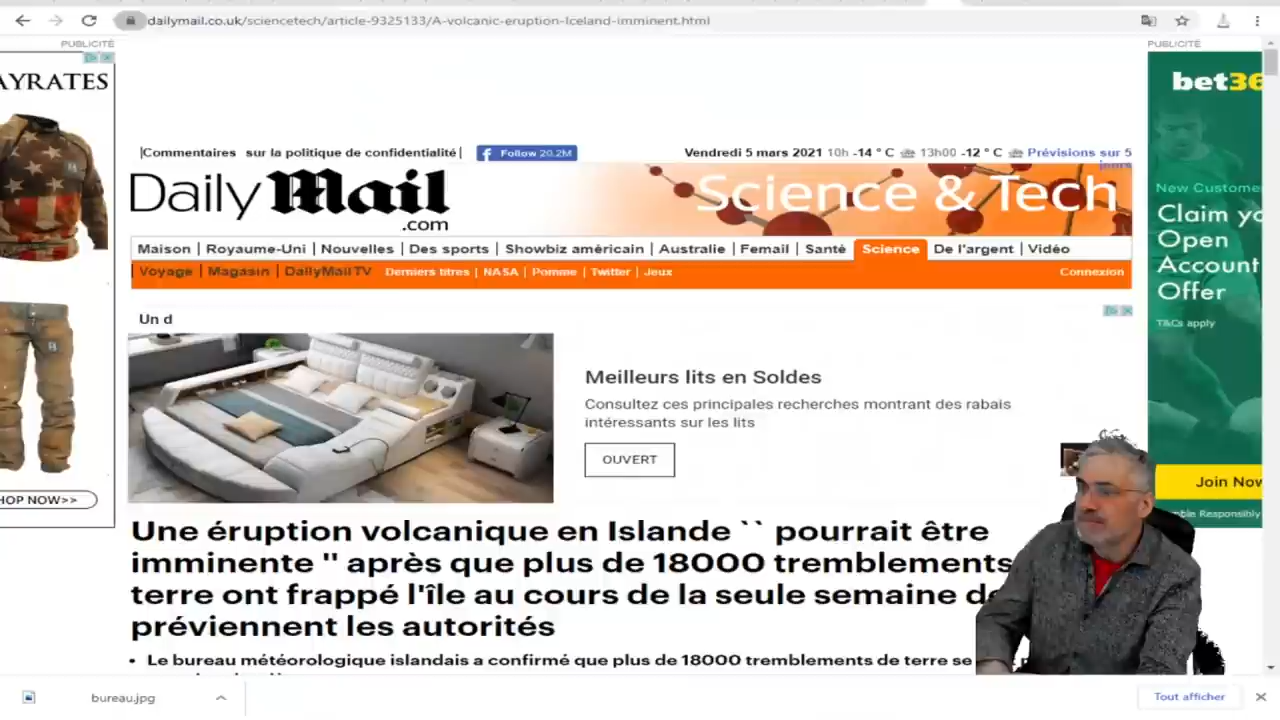 dailymail.co.uk/sciencetech/article-9325133/A-volcanic-eruption-Iceland-imminent.html
PUBLICITÉ
PUBLICITÉ
AYRATES
bet36
|Commentaires sur la politique de confidentialité|
Follow 20.2M
Vendredi 5 mars 2021 10h -14 ° C 13h00 -12 ° C Prévisions sur 5
jours
Daily Mail
.com
Science & Tech
Maison | Royaume-Uni | Nouvelles | Des sports | Showbiz américain | Australie | Femail | Santé Science De l'argent | Vidéo
Voyage | Magasin | DailyMailTV Derniers titres | NASA | Pomme | Twitter | Jeux
Connexion
New Custome
Claim yo
Open
Account
Offer
T&Cs apply
Un d
Meilleurs lits en Soldes
Consultez ces principales recherches montrant des rabais
intéressants sur les lits
OUVERT
HOP NOW>>
Join Now
mble Responsibly
Une éruption volcanique en Islande `` pourrait être
imminente '' après que plus de 18000 tremblements
terre ont frappé l'île au cours de la seule semaine de
préviennent les autorités
• Le bureau météorologique islandais a confirmé que plus de 18000 tremblements de terre se
bureau.jpg
Tout afficher